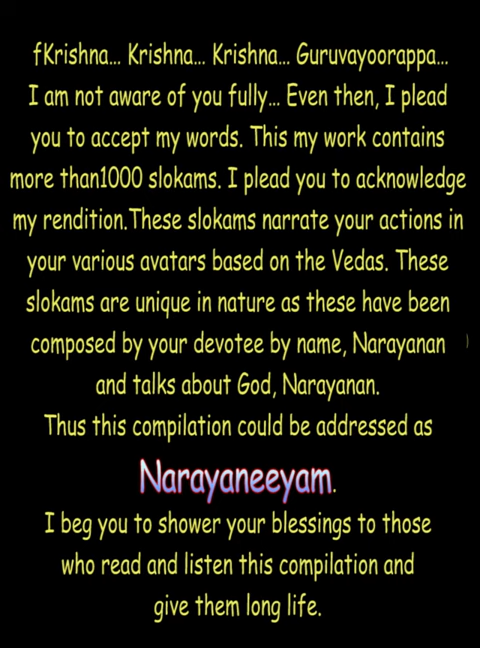 fKrishna... Krishna... Krishna... Guruvayoorappa...
I am not aware of you fully... Even then, I plead
you to accept my words. This my work contains
more than1000 slokams. I plead you to acknowledge
my rendition.These slokams narrate your actions in
your various avatars based on the Vedas. These
slokams are unique in nature as these have been
composed by your devotee by name, Narayanan
and talks about God, Narayanan.
Thus this compilation could be addressed as
Narayaneeyam.
I beg you to shower your blessings to those
who read and listen this compilation and
give them long life.